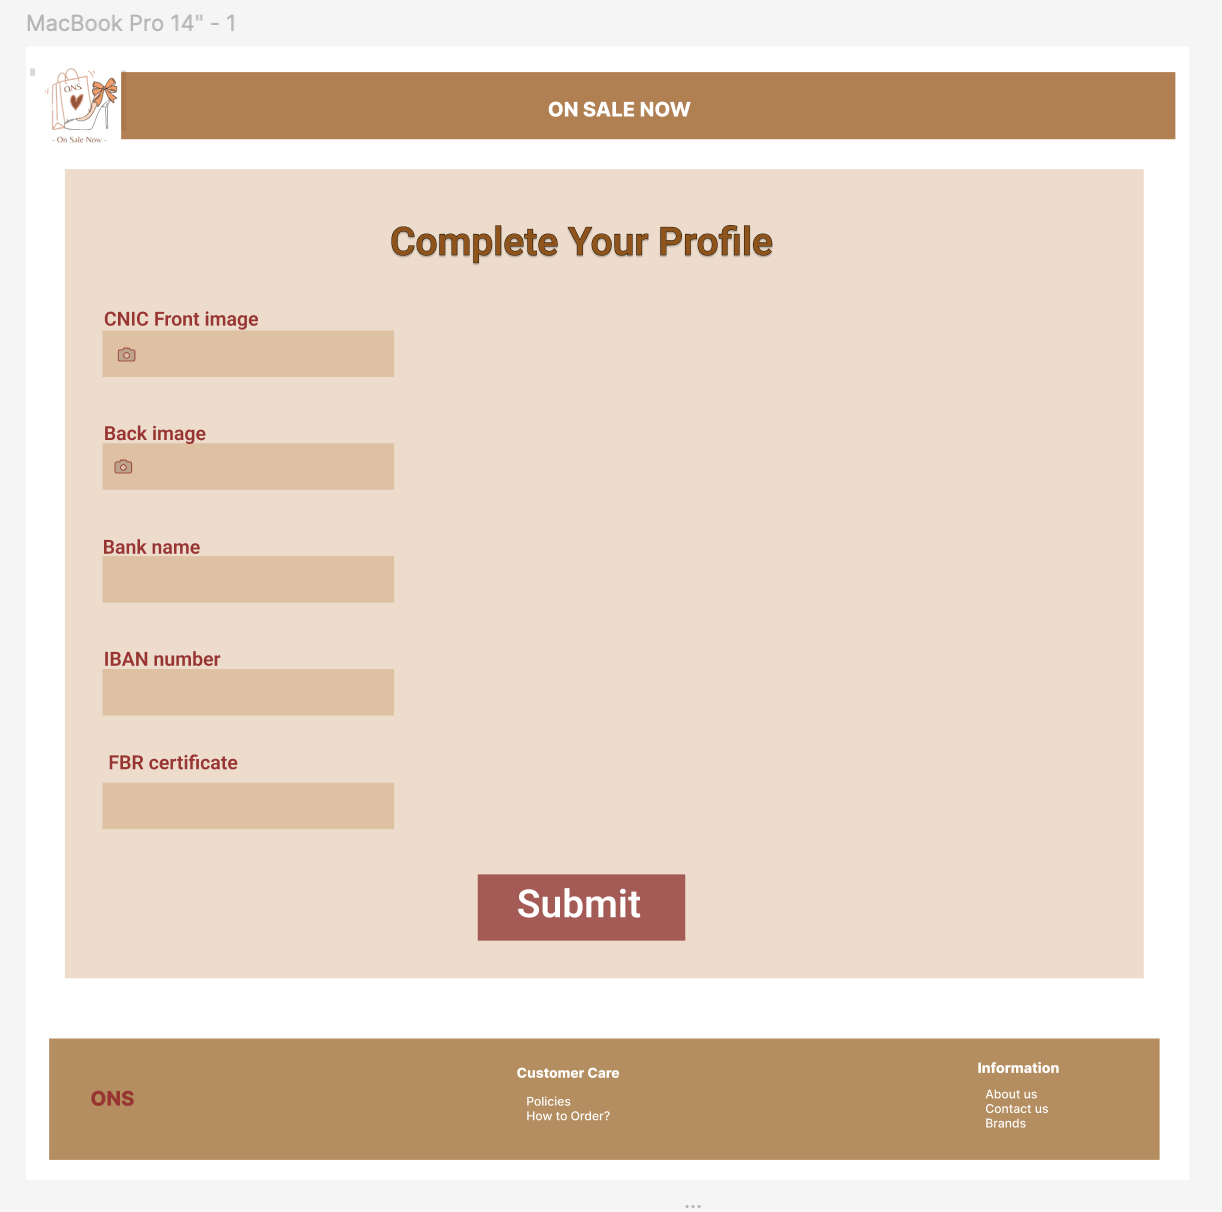 MacBook Pro 14" - 1
ONS
- On Sale Now -
ON SALE NOW
Complete Your Profile
CNIC Front image
Back image
Bank name
IBAN number
FBR certificate
Submit
ONS
Customer Care
Policies
How to Order?
Information
About us
Contact us
Brands
...